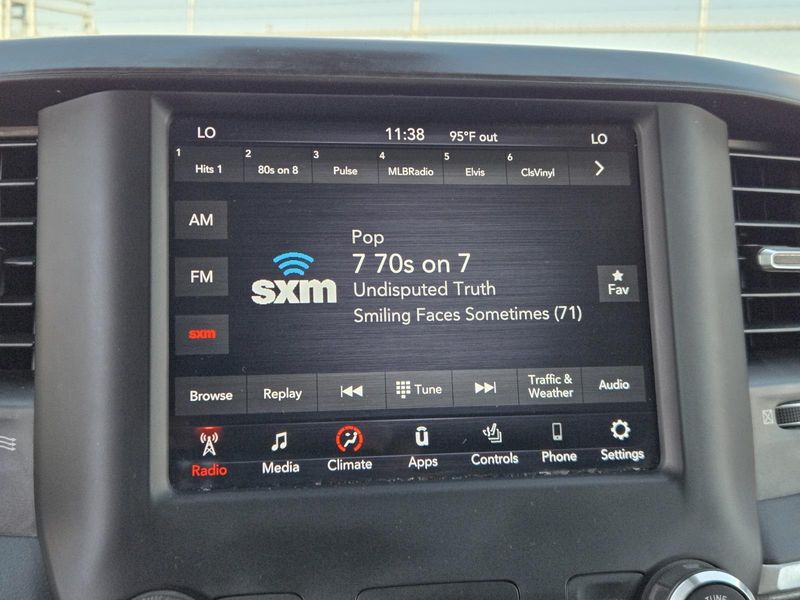 LO 11:38 95°F out LO
1 Hits 1 2 80s on 8 3 Pulse 4 MLBRadio 5 Elvis 6 ClsVinyl >
AM
FM
sxm
sxm
Pop
7 70s on 7
Undisputed Truth
Smiling Faces Sometimes (71)
Fav
Browse Replay Tune Traffic & Weather Audio
Radio Media Climate Apps Controls Phone Settings
TUNE